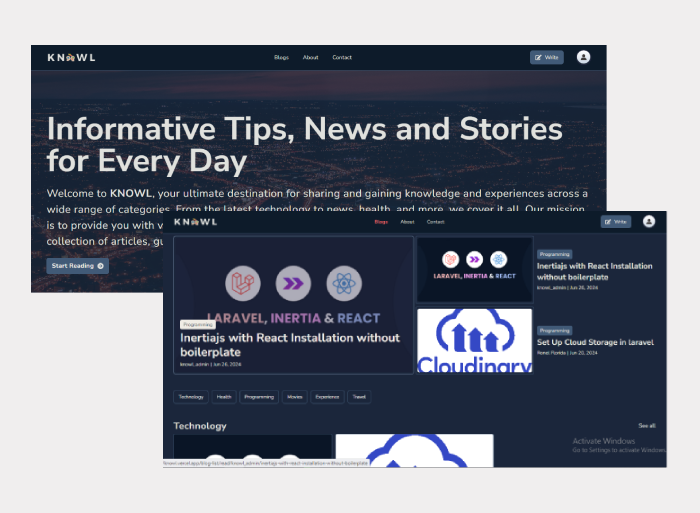 KNOWL
Blogs About Contact
Write
Informative Tips, News and Stories
for Every Day
Welcome to KNOWL, your ultimate destination for sharing and gaining knowledge and experiences across a
wide range of categories. From the latest technology to news, health, and more, we cover it all. Our mission
is to provide you with
collection of articles,
Start Reading
KNOWL
Blogs About Contact
Write
LARAVEL, INERTIA & REACT
Programming
Inertiajs with React Installation without
boilerplate
knowl_admin | Jun 26, 2024
LARAVEL, INERTIA & REACT
Programming
Inertiajs with React Installation
without boilerplate
knowl_admin | Jun 26, 2024
Cloudinary
Programming
Set Up Cloud Storage in laravel
Ronel Florida | Jun 20, 2024
Technology Health Programming Movies Experience Travel
Technology
See all
Activate Windows
Go to Settings to activate Windows.